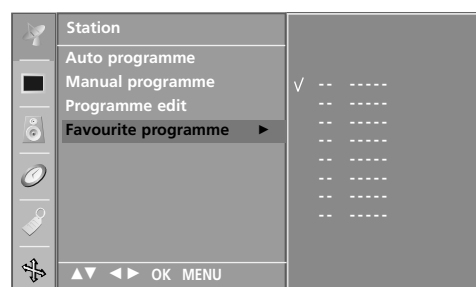 Station
Auto programme
Manual programme
Programme edit
Favourite programme ►
√ -- -----
-- -----
-- -----
-- -----
-- -----
-- -----
-- -----
-- -----
▲▼ ◄► OK MENU